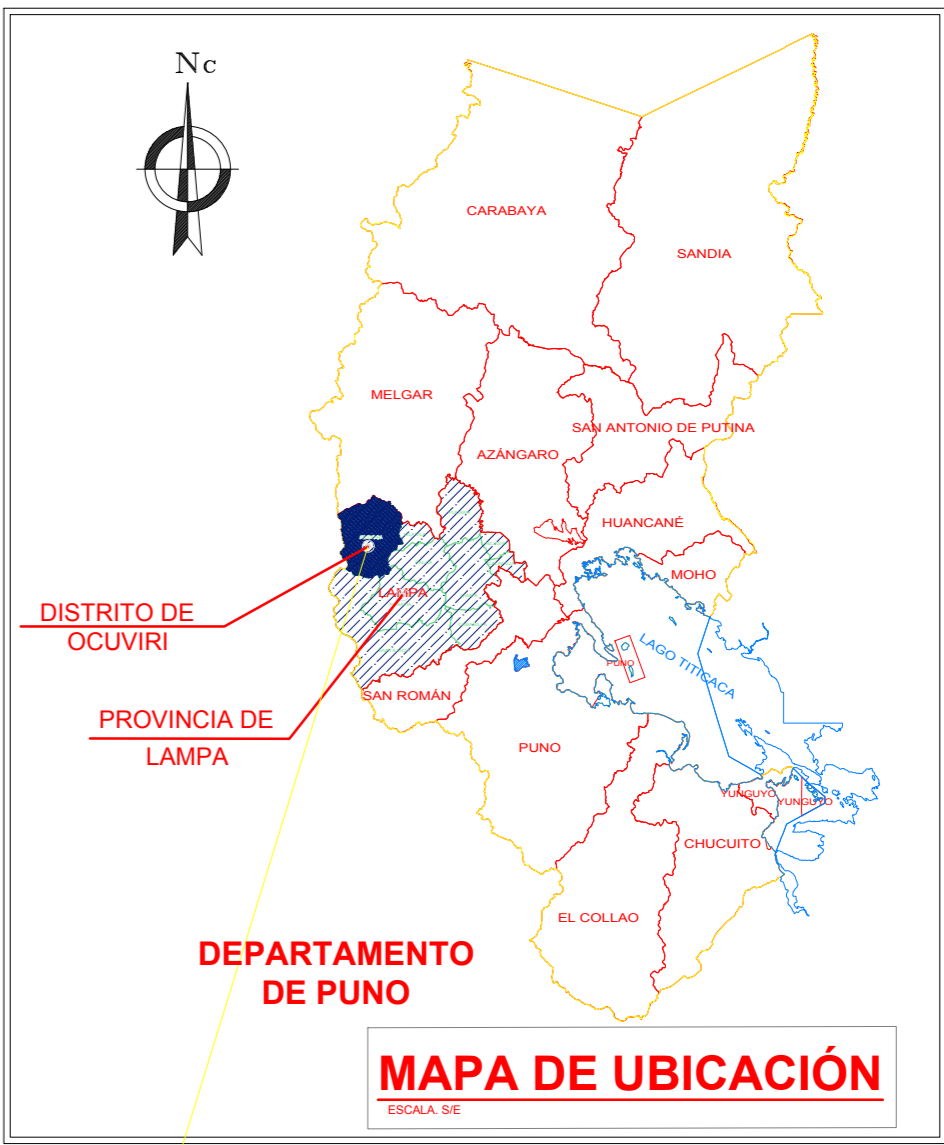 Nc
CARABAYA
SANDIA
MELGAR
SAN ANTONIO DE PUTINA
AZÁNGARO
HUANCANÉ
MOHO
LAMPA
DISTRITO DE
OCUVIRI
LAGO TITICACA
PUNO
SAN ROMÁN
PROVINCIA DE
LAMPA
PUNO
YUNGUYO
YUNGUYO
CHUCUITO
EL COLLAO
DEPARTAMENTO
DE PUNO
MAPA DE UBICACIÓN
ESCALA. S/E